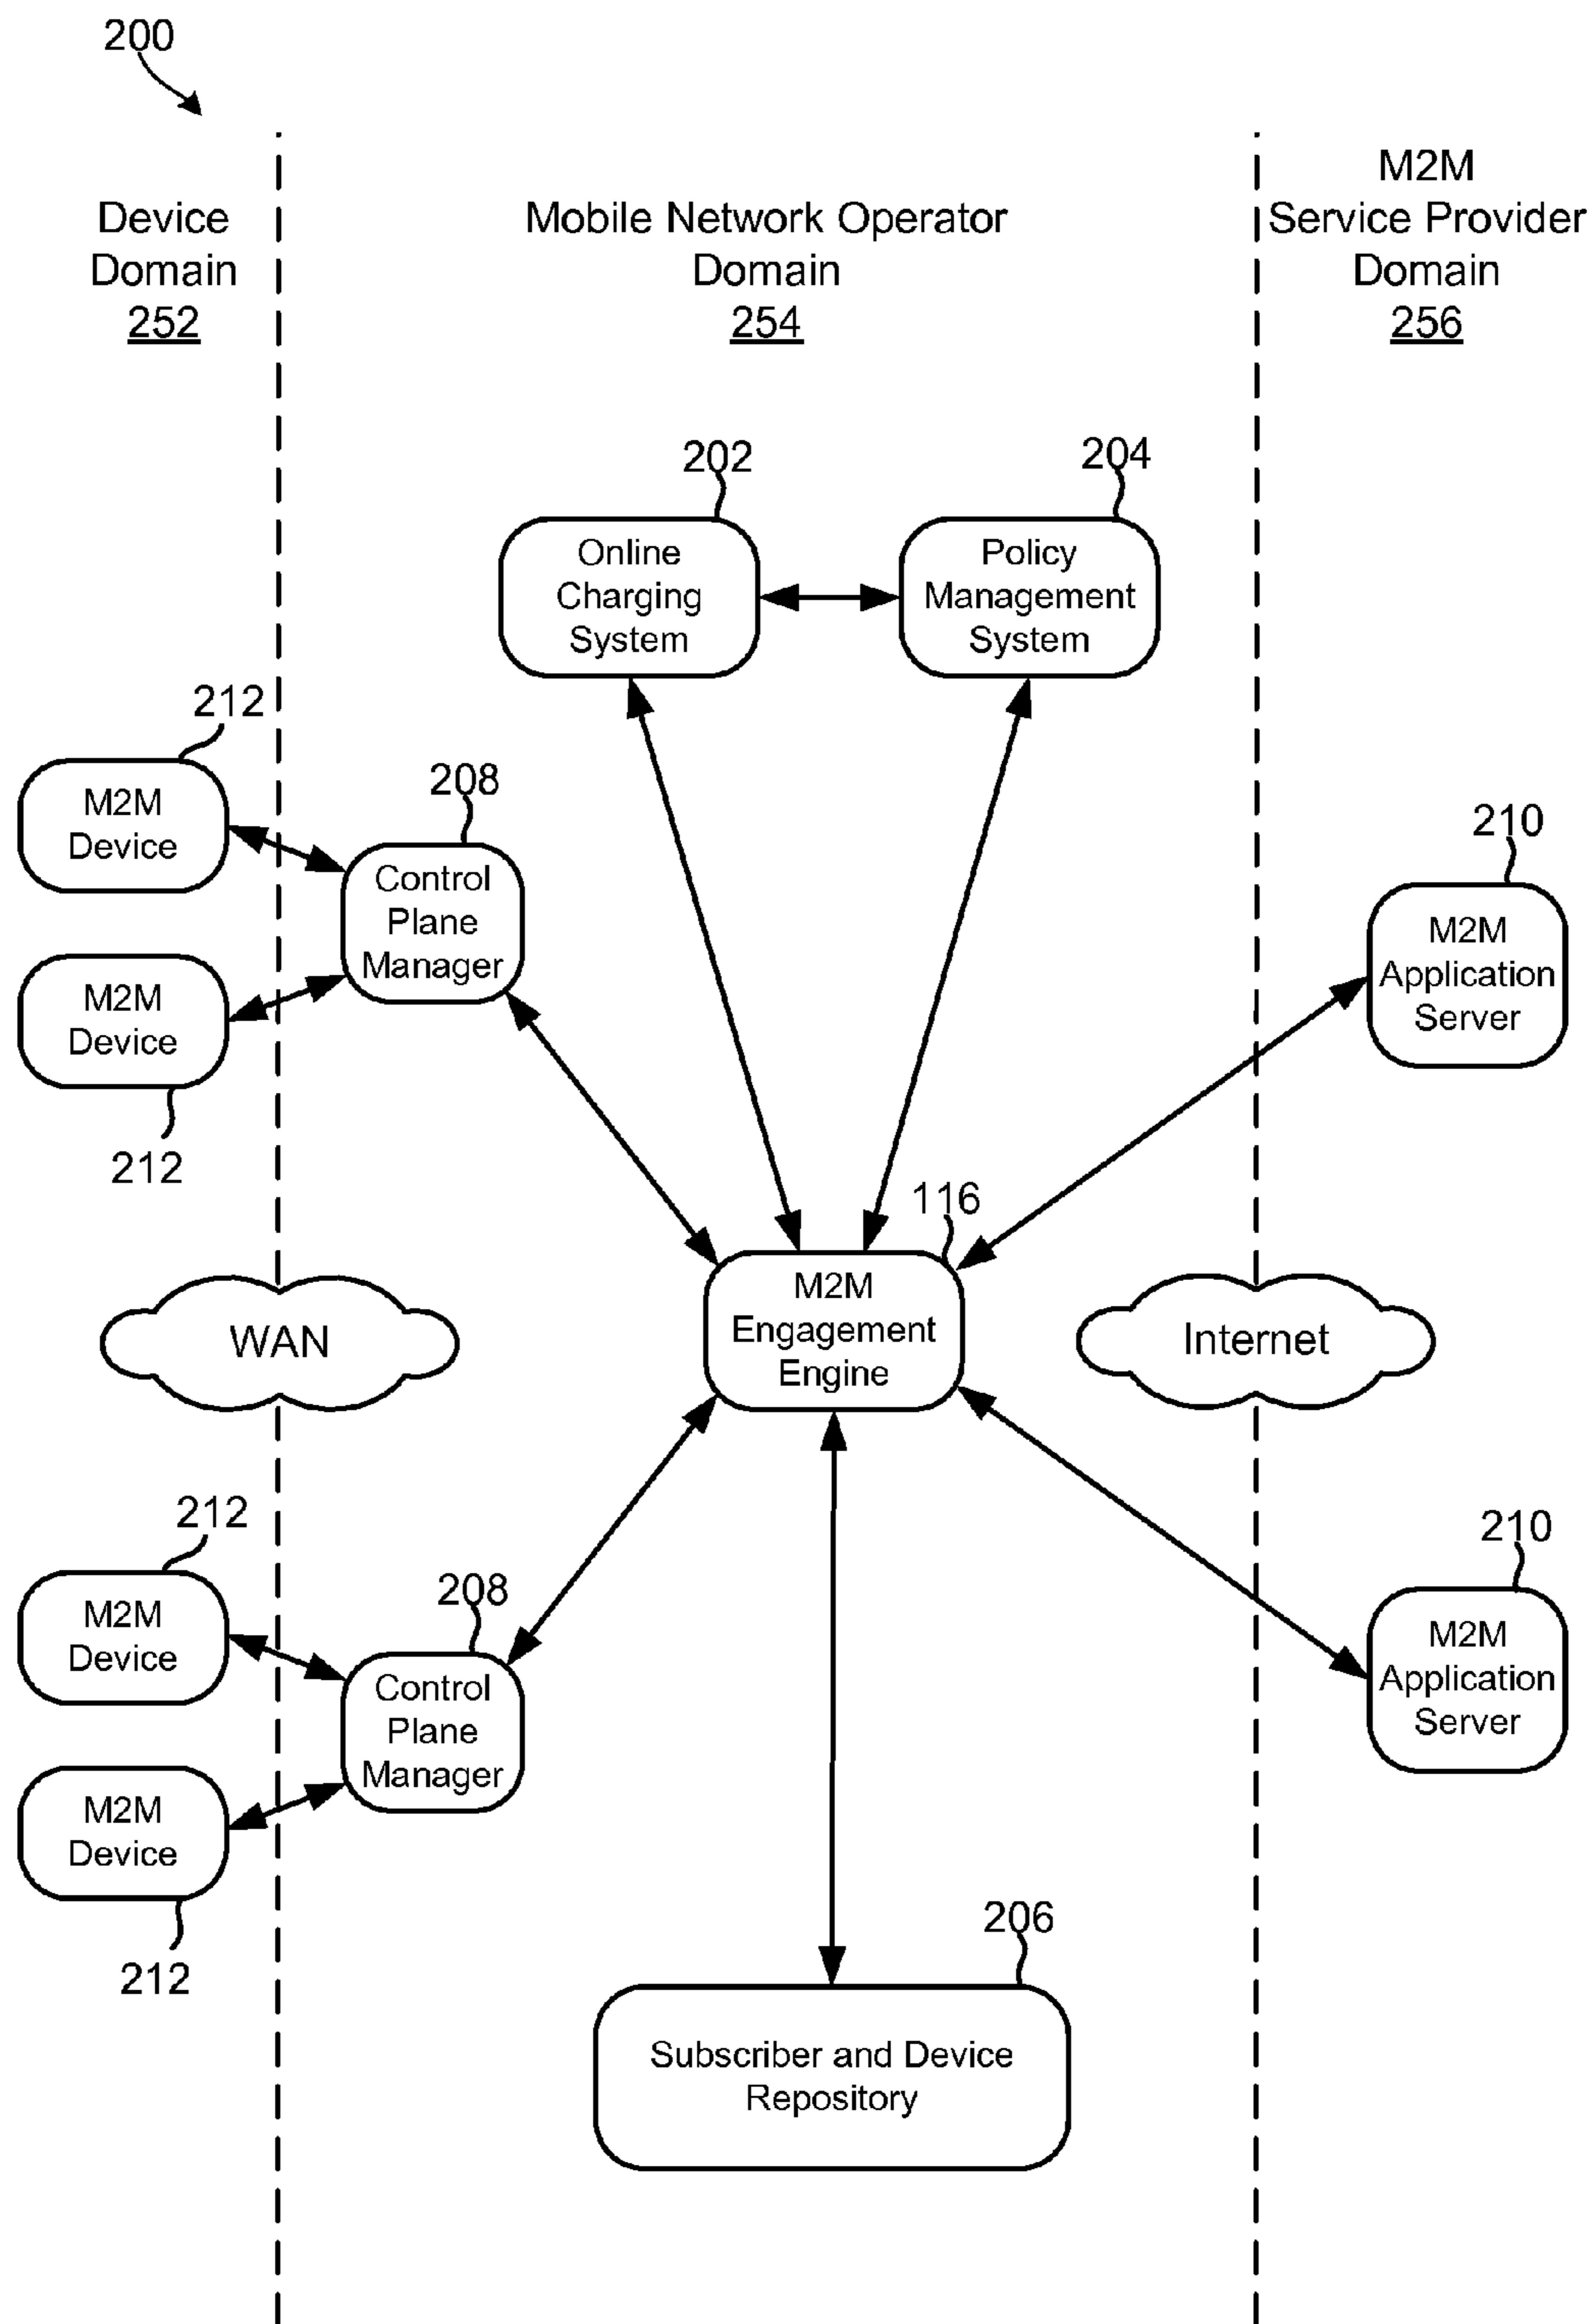 200
Device
Domain
252
Mobile Network Operator
Domain
254
M2M
Service Provider
Domain
256
202
Online
Charging
System
204
Policy
Management
System
212
M2M
Device
208
Control
Plane
Manager
M2M
Device
212
210
M2M
Application
Server
116
M2M
Engagement
Engine
WAN
Internet
212
M2M
Device
208
Control
Plane
Manager
M2M
Device
212
210
M2M
Application
Server
206
Subscriber and Device
Repository